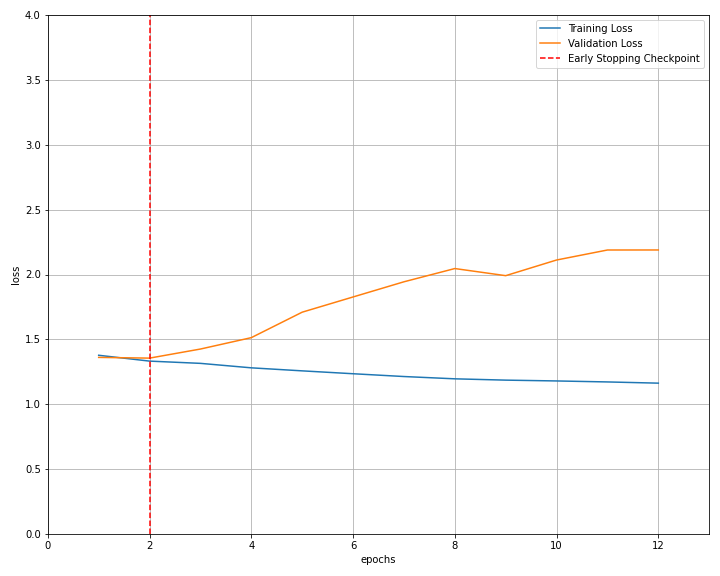 4.0
3.5
3.0
2.5
2.0
1.5
1.0
0.5
0.0
loss
0 2 4 6 8 10 12
epochs
Training Loss
Validation Loss
Early Stopping Checkpoint